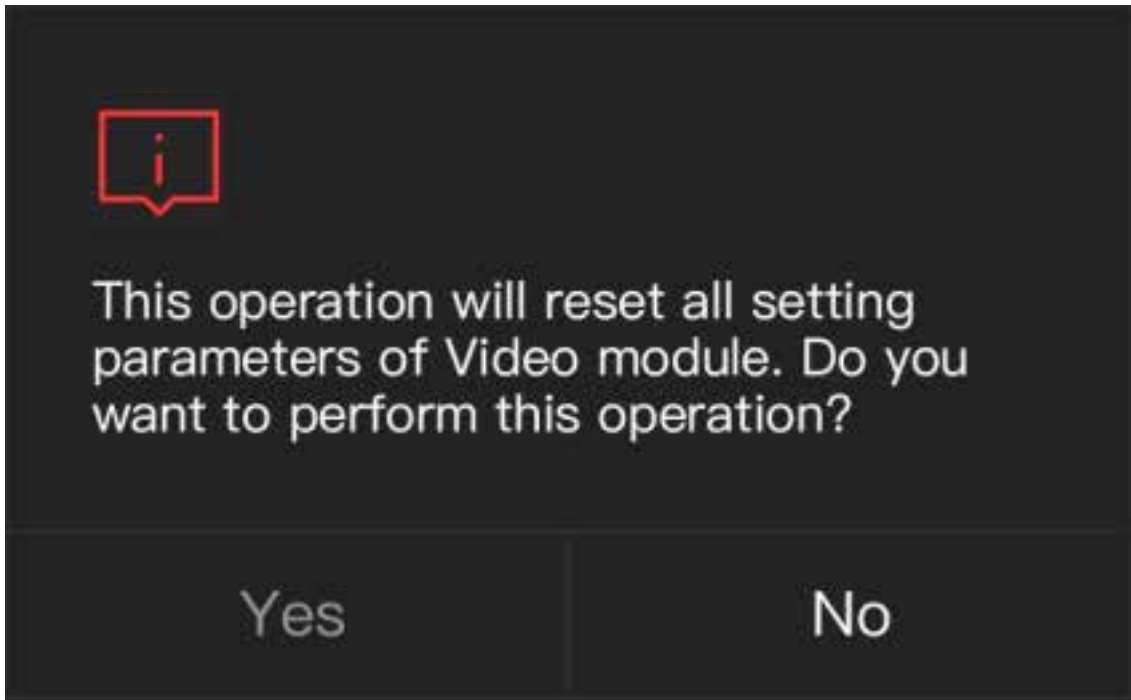 i
This operation will reset all setting
parameters of Video module. Do you
want to perform this operation?
Yes
No